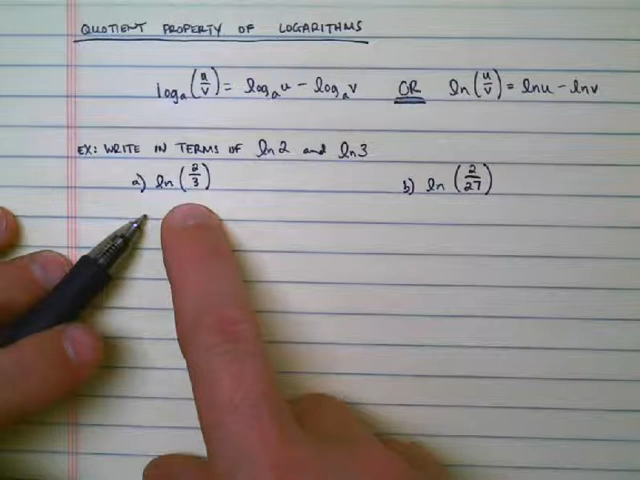 QUOTIENT PROPERTY OF LOGARITHMS
logₐ(u/v) = logₐu - logₐv OR ln(u/v) = lnu - lnv
EX: WRITE IN TERMS OF ln2 and ln3
a) ln(2/3) b) ln(2/27)